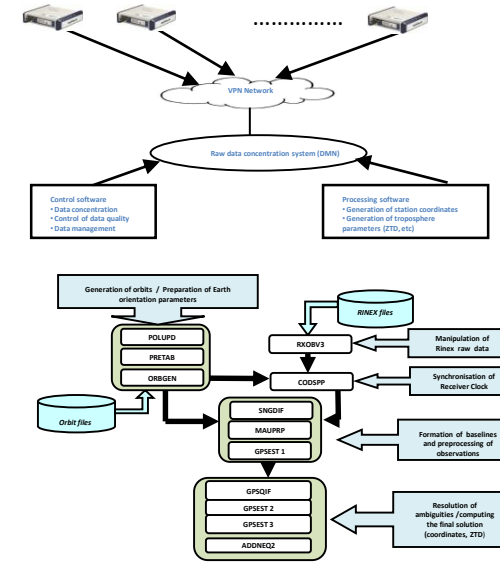 VPN Network
Raw data concentration system (DMN)
Control software
• Data concentration
• Control of data quality
• Data management
Processing software
• Generation of station coordinates
• Generation of troposphere
parameters (ZTD, etc)
Generation of orbits / Preparation of Earth
orientation parameters
RINEX files
POLUPD
PRETAB
ORBGEN
RXOBV3
Manipulation of
Rinex raw data
CODSPP
Synchronisation of
Receiver Clock
Orbit files
SNGDIF
MAUPRP
GPSEST 1
Formation of baselines
and preprocessing of
observations
GPSQIF
GPSEST 2
GPSEST 3
ADDNEQ2
Resolution of
ambiguities /computing
the final solution
(coordinates, ZTD)